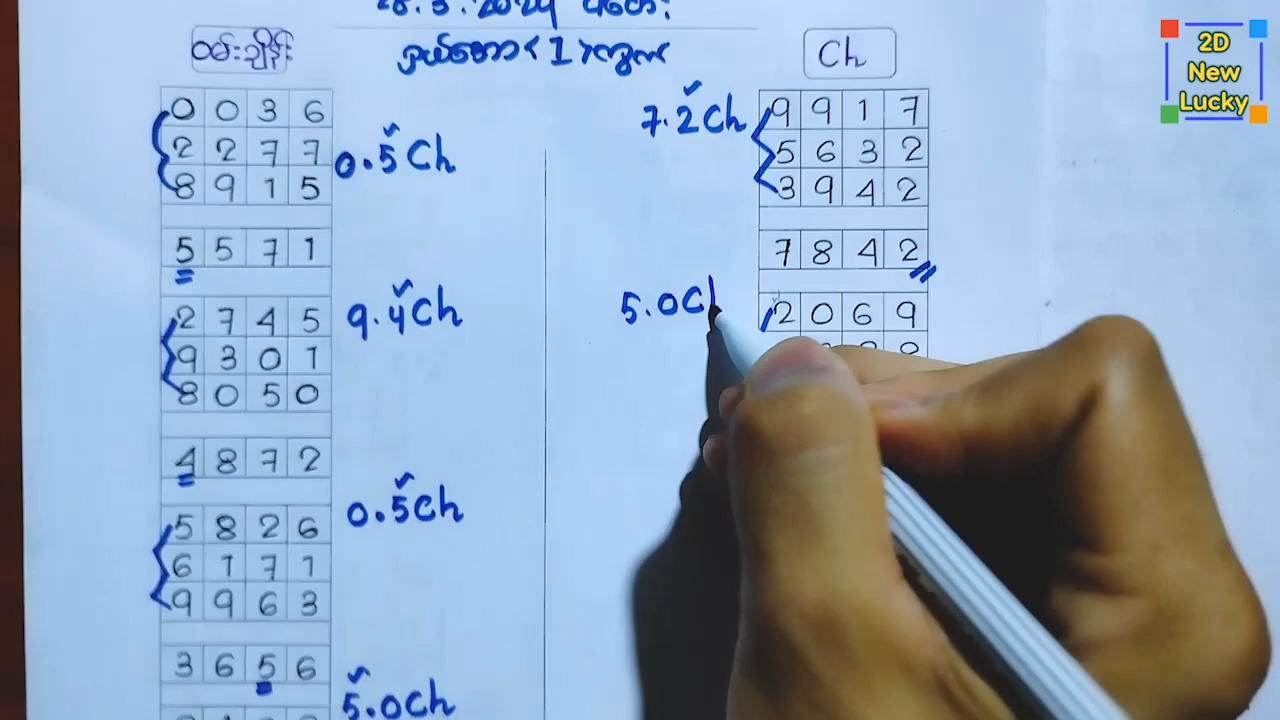 ဝမ်းချိန်း
Ch
2D
New
Lucky
0 0 3 6
2 2 7 7
8 9 1 5
0.5 Ch
5 5 7 1
2 7 4 5
9 3 0 1
8 0 5 0
9.4 Ch
4 8 7 2
5 8 2 6
6 1 7 1
9 9 6 3
0.5 Ch
3 6 5 6
5.0 Ch
7.2 Ch
9 9 1 7
5 6 3 2
3 9 4 2
7 8 4 2
5.0 Ch
2 0 6 9